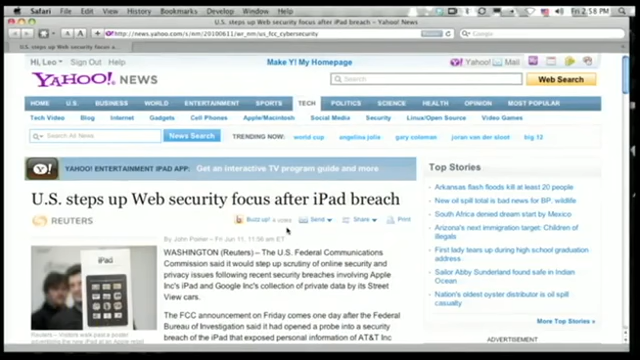 Safari File Edit View History Bookmarks Develop Window Help
Fri 2:58 PM
U.S. steps up Web security focus after iPad breach – Yahoo! News
http://news.yahoo.com/s/nm/20100611/wr_nm/us_fcc_cybersecurity
U.S. steps up Web security focus a...
Hi, Leo Sign Out Help
Make Y! My Homepage
Yahoo! Mail
YAHOO! NEWS
Search
Web Search
HOME U.S. BUSINESS WORLD ENTERTAINMENT SPORTS TECH POLITICS SCIENCE HEALTH OPINION MOST POPULAR
Tech Video Blog Internet Gadgets Cell Phones Apple/Macintosh Social Media Security Linux/Open Source Video Games
Search All News
News Search
TRENDING NOW: world cup angelina jolie gary coleman joran van der sloot big 12
Y! YAHOO! ENTERTAINMENT IPAD APP: Get an interactive TV program guide and more
U.S. steps up Web security focus after iPad breach
REUTERS
Buzz up! votes Send Share Print
Fri Jun 11, 11:56 am ET
WASHINGTON (Reuters) – The U.S. Federal Communications
Commission said it would step up scrutiny of online security and
privacy issues following recent security breaches involving Apple
Inc's iPad and Google Inc's collection of private data by its Street
View cars.
The FCC announcement on Friday comes one day after the Federal
Bureau of Investigation said it had opened a probe into a security
breach of the iPad that exposed personal information of AT&T Inc
iPad
Top Stories
Arkansas flash floods kill at least 20 people
New oil spill total is bad news for BP, wildlife
South Africa denied dream start by Mexico
Arizona's next immigration target: Children of
illegals
First lady tears up during high school graduation
address
Sailor Abby Sunderland found safe in Indian
Ocean
Nation's oldest oyster distributor is oil spill
casualty
More Top Stories »
ADVERTISEMENT